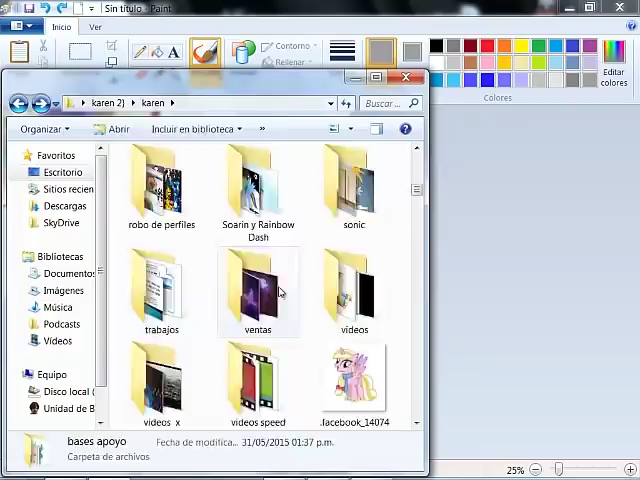 Sin título - Paint
Inicio
Ver
Contorno
Rellenar
Editar
colores
Colores
karen 2)
karen
Buscar...
Organizar
Abrir
Incluir en biblioteca
»
Favoritos
Escritorio
Sitios recien
Descargas
SkyDrive
Bibliotecas
Documentos
Imágenes
Música
Podcasts
Vídeos
Equipo
Disco local (
Unidad de B
robo de perfiles
Soarin y Rainbow
Dash
sonic
trabajos
ventas
videos
videos x
videos speed
.facebook_14074
bases apoyo
Fecha de modifica...
31/05/2015 01:37 p.m.
Carpeta de archivos
25%